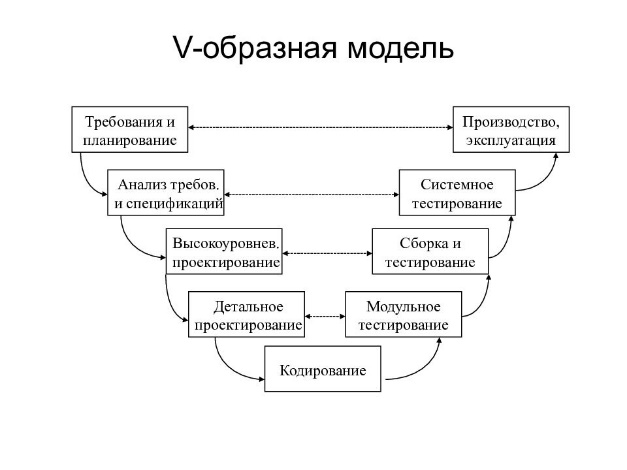 V-образная модель
Требования и
планирование
Производство,
эксплуатация
Анализ требов.
и спецификаций
Системное
тестирование
Высокоуровнев.
проектирование
Сборка и
тестирование
Детальное
проектирование
Модульное
тестирование
Кодирование